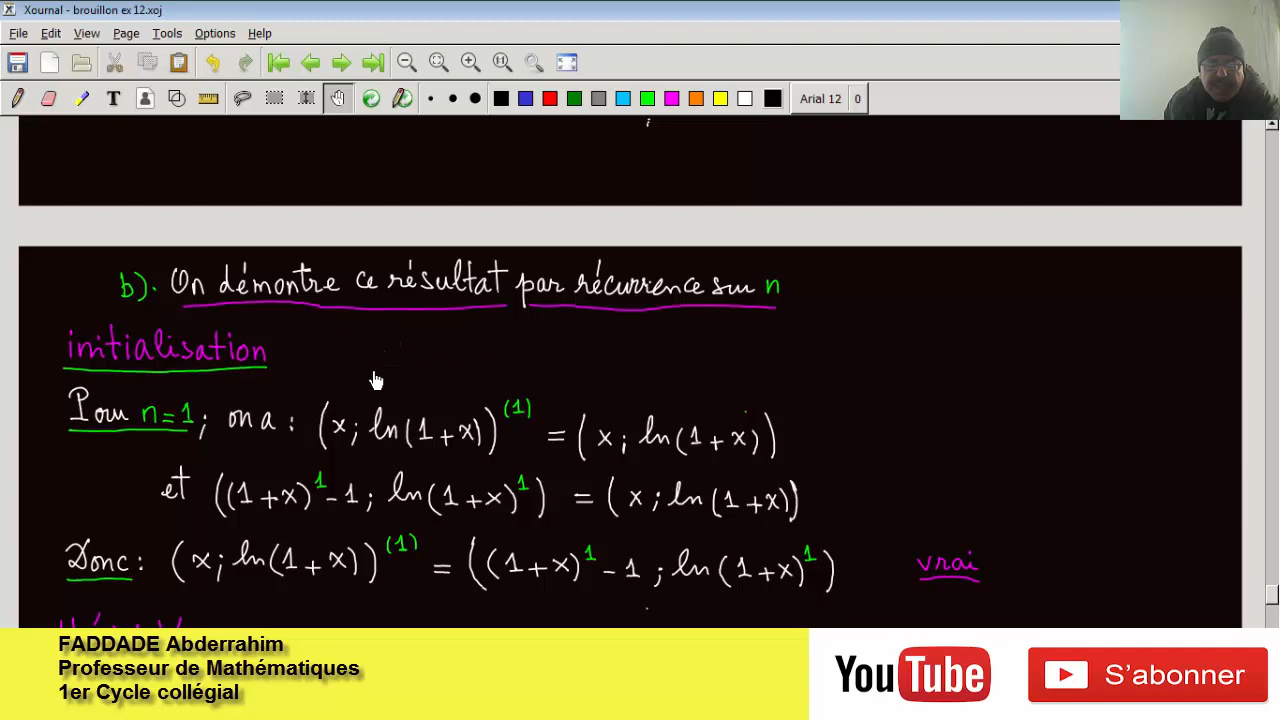 Xournal - brouillon ex12.xoj
File Edit View Page Tools Options Help
Arial 12 0
b). On démontre ce résultat par récurrence sur n
initialisation
Pour n=1; on a : (x; ln(1+x))^(1) = (x; ln(1+x))
et ((1+x)^1 -1; ln(1+x)^1) = (x; ln(1+x))
Donc: (x; ln(1+x))^(1) = ((1+x)^1 -1; ln(1+x)^1) vrai
FADDADE Abderrahim
Professeur de Mathématiques
1er Cycle collégial
YouTube
S'abonner